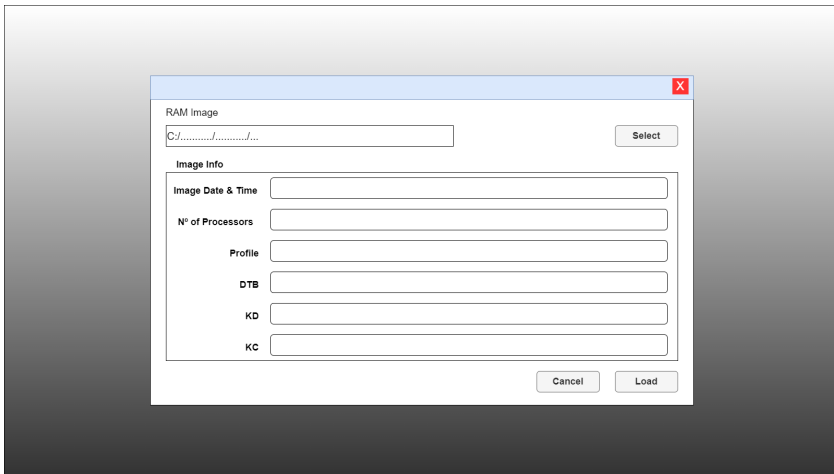 X
RAM Image
C:/.........../.........../...
Select
Image Info
Image Date & Time
Nº of Processors
Profile
DTB
KD
KC
Cancel
Load